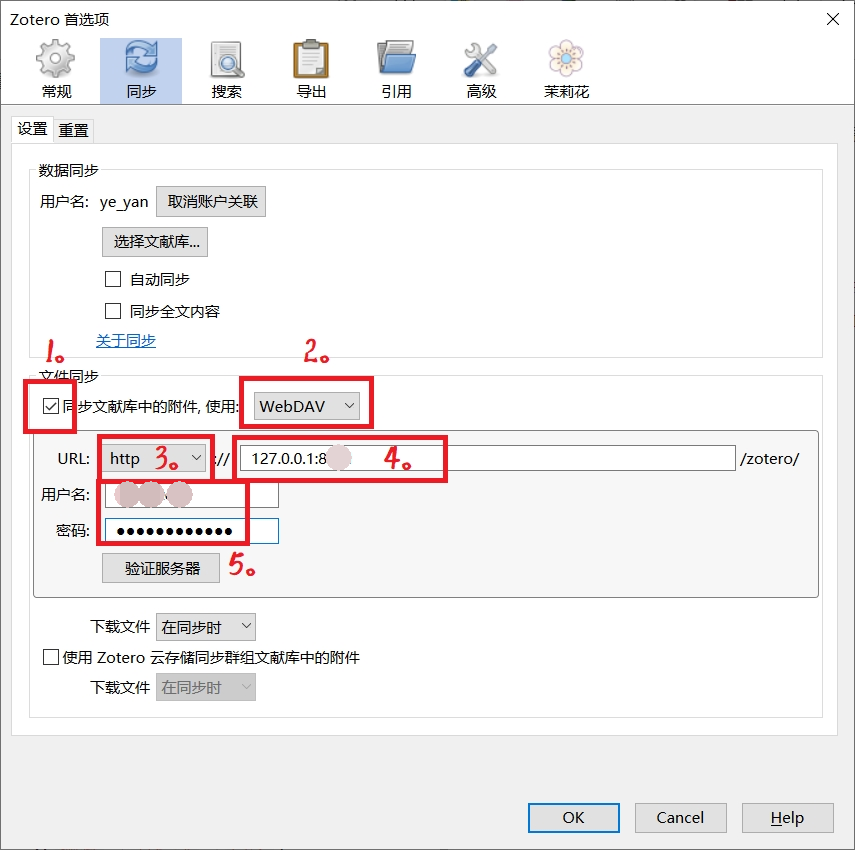 Zotero 首选项
常规 同步 搜索 导出 引用 高级 茉莉花
设置 重置
数据同步
用户名: ye_yan 取消账户关联
选择文献库...
自动同步
同步全文内容
关于同步
1。 2。
文件同步
同步文献库中的附件, 使用: WebDAV
URL: http 3。 :// 127.0.0.1:8 4。 /zotero/
用户名:
密码: ●●●●●●●●●●●●
验证服务器 5。
下载文件 在同步时
使用 Zotero 云存储同步群组文献库中的附件
下载文件 在同步时
OK Cancel Help